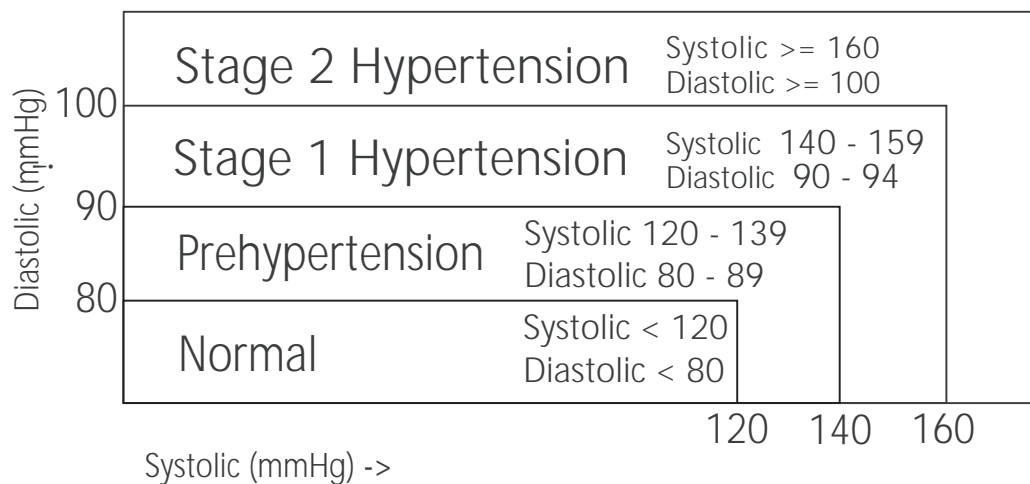 Stage 2 Hypertension
Systolic >= 160
Diastolic >= 100
100
Stage 1 Hypertension
Systolic 140 - 159
Diastolic 90 - 94
90
Prehypertension
Systolic 120 - 139
Diastolic 80 - 89
80
Normal
Systolic < 120
Diastolic < 80
Diastolic (mmHg)
120 140 160
Systolic (mmHg) ->